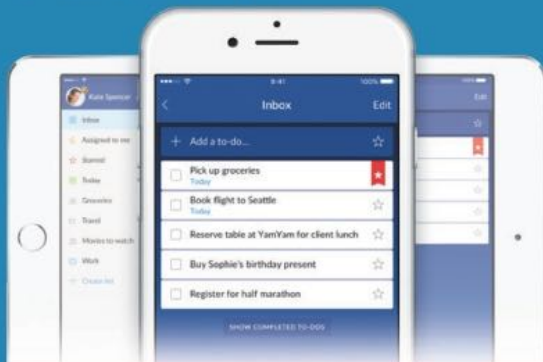 Kate Spencer
Inbox
Assigned to me
Starred
Today
Groceries
Travel
Movies to watch
Work
Create list
9:41
100%
Inbox
Edit
Add a to-do...
Pick up groceries
Today
Book flight to Seattle
Today
Reserve table at YamYam for client lunch
Buy Sophie's birthday present
Register for half marathon
SHOW COMPLETED TO-DOS
Edit